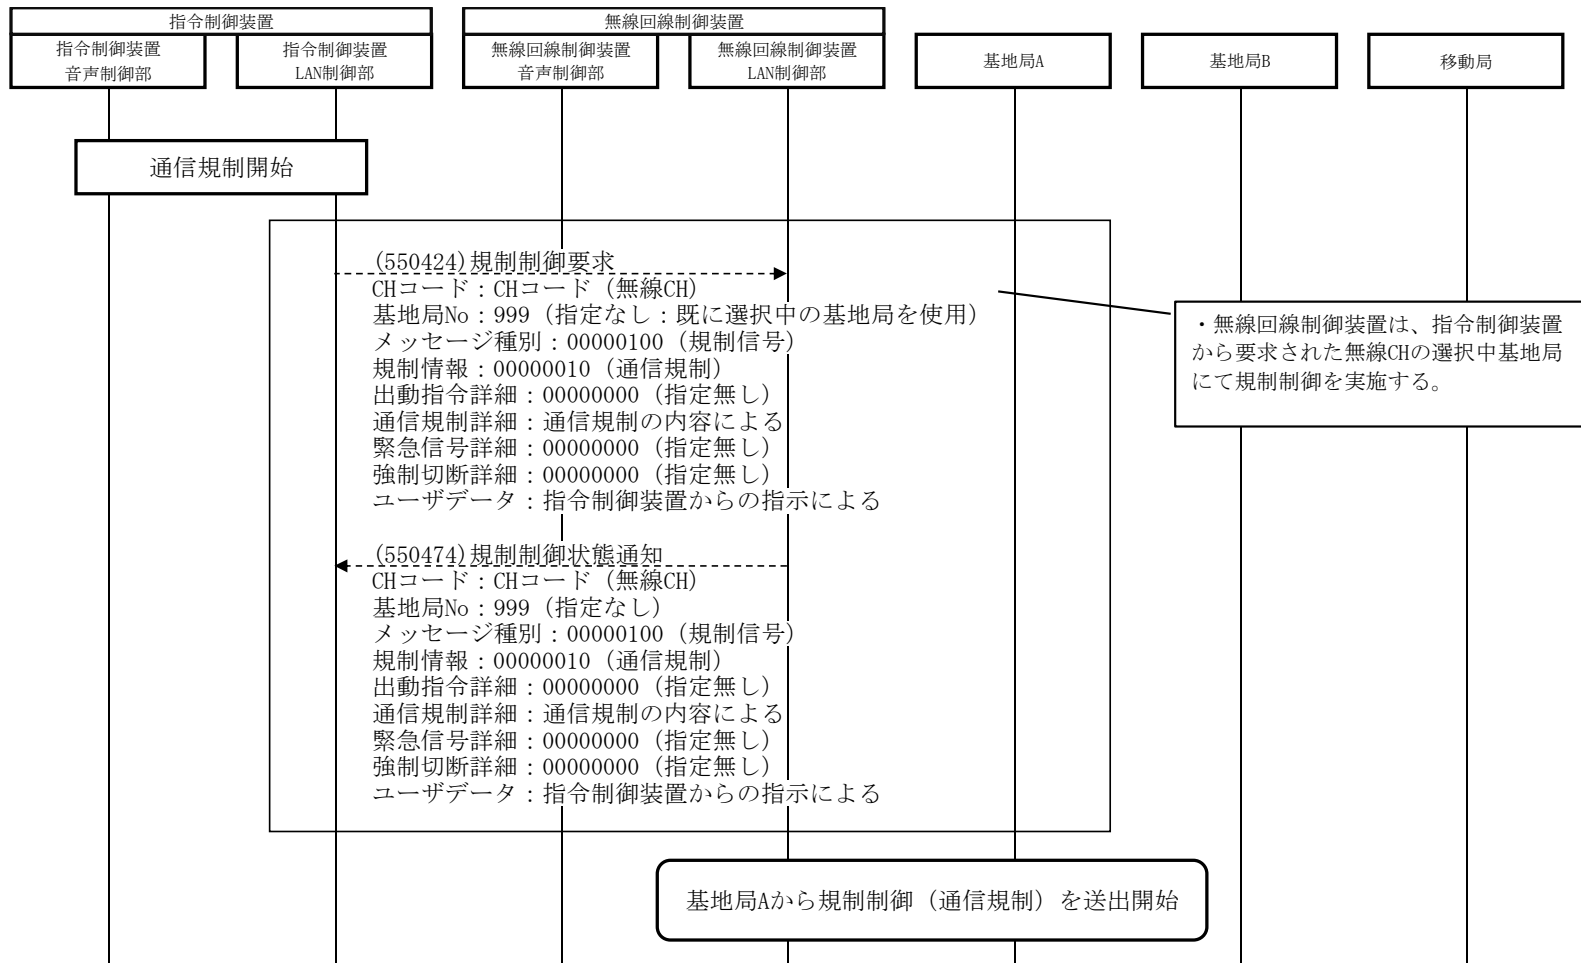 指令制御装置
無線回線制御装置
指令制御装置
音声制御部
指令制御装置
LAN制御部
無線回線制御装置
音声制御部
無線回線制御装置
LAN制御部
基地局A
基地局B
移動局
通信規制開始
(550424)規制制御要求
CHコード：CHコード（無線CH）
基地局No：999（指定なし：既に選択中の基地局を使用）
メッセージ種別：00000100（規制信号）
規制情報：00000010（通信規制）
出動指令詳細：00000000（指定無し）
通信規制詳細：通信規制の内容による
緊急信号詳細：00000000（指定無し）
強制切断詳細：00000000（指定無し）
ユーザデータ：指令制御装置からの指示による
・無線回線制御装置は、指令制御装置
から要求された無線CHの選択中基地局
にて規制制御を実施する。
(550474)規制制御状態通知
CHコード：CHコード（無線CH）
基地局No：999（指定なし）
メッセージ種別：00000100（規制信号）
規制情報：00000010（通信規制）
出動指令詳細：00000000（指定無し）
通信規制詳細：通信規制の内容による
緊急信号詳細：00000000（指定無し）
強制切断詳細：00000000（指定無し）
ユーザデータ：指令制御装置からの指示による
基地局Aから規制制御（通信規制）を送出開始